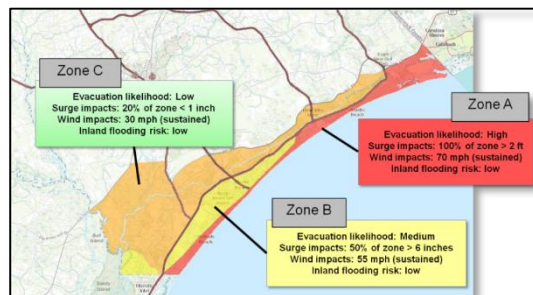 Zone C
Evacuation likelihood: Low
Surge impacts: 20% of zone < 1 inch
Wind impacts: 30 mph (sustained)
Inland flooding risk: low
Zone A
Evacuation likelihood: High
Surge impacts: 100% of zone > 2 ft
Wind impacts: 70 mph (sustained)
Inland flooding risk: low
Zone B
Evacuation likelihood: Medium
Surge impacts: 50% of zone > 6 inches
Wind impacts: 55 mph (sustained)
Inland flooding risk: low